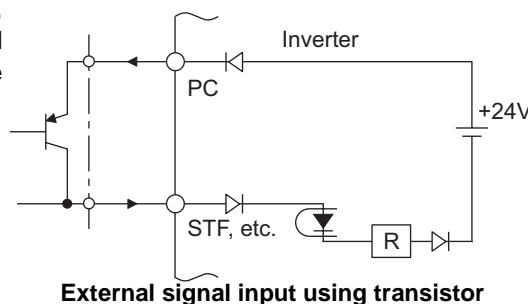 Inverter
PC
+24V
STF, etc.
R
External signal input using transistor